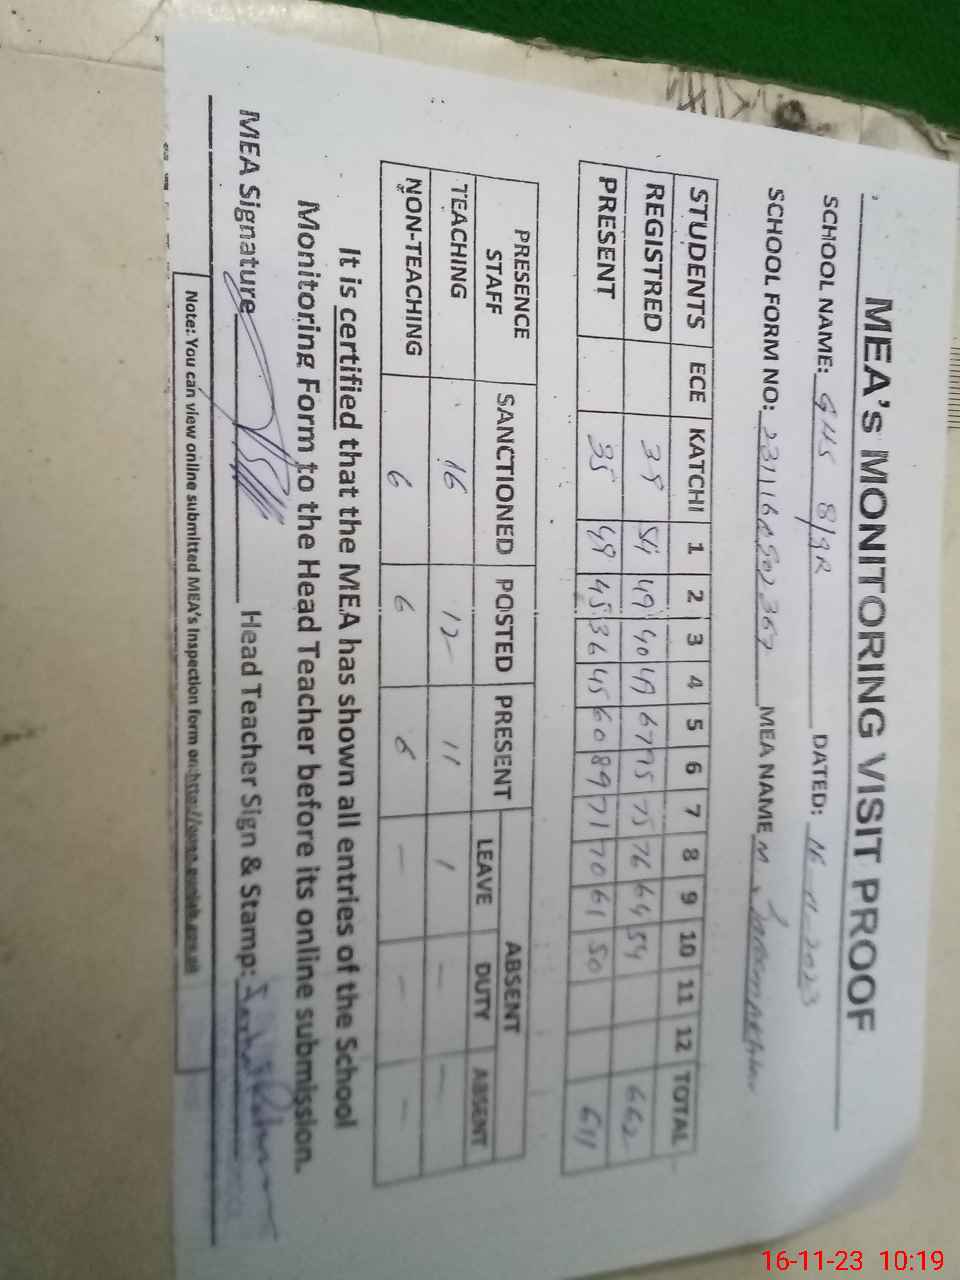 MEA's MONITORING VISIT PROOF
SCHOOL NAME: GHS 8/9R DATED: 16-11-2023
SCHOOL FORM NO: MEA NAME M.
STUDENTS ECE KATCHI 1 2 3 4 5 6 7 8 9 10 11 12 TOTAL
REGISTRED 39 54 49 40 49 67 75 75 76 64 54 662
PRESENT 35 49 45 36 45 60 89 71 70 61 50 611
PRESENCE STAFF SANCTIONED POSTED PRESENT ABSENT
LEAVE DUTY ABSENT
TEACHING 16 12 11 1 - -
NON-TEACHING 6 6 6 - - -
It is certified that the MEA has shown all entries of the School
Monitoring Form to the Head Teacher before its online submission.
MEA Signature Head Teacher Sign & Stamp:
Note: You can view online submitted MEA's Inspection form on:
16-11-23 10:19